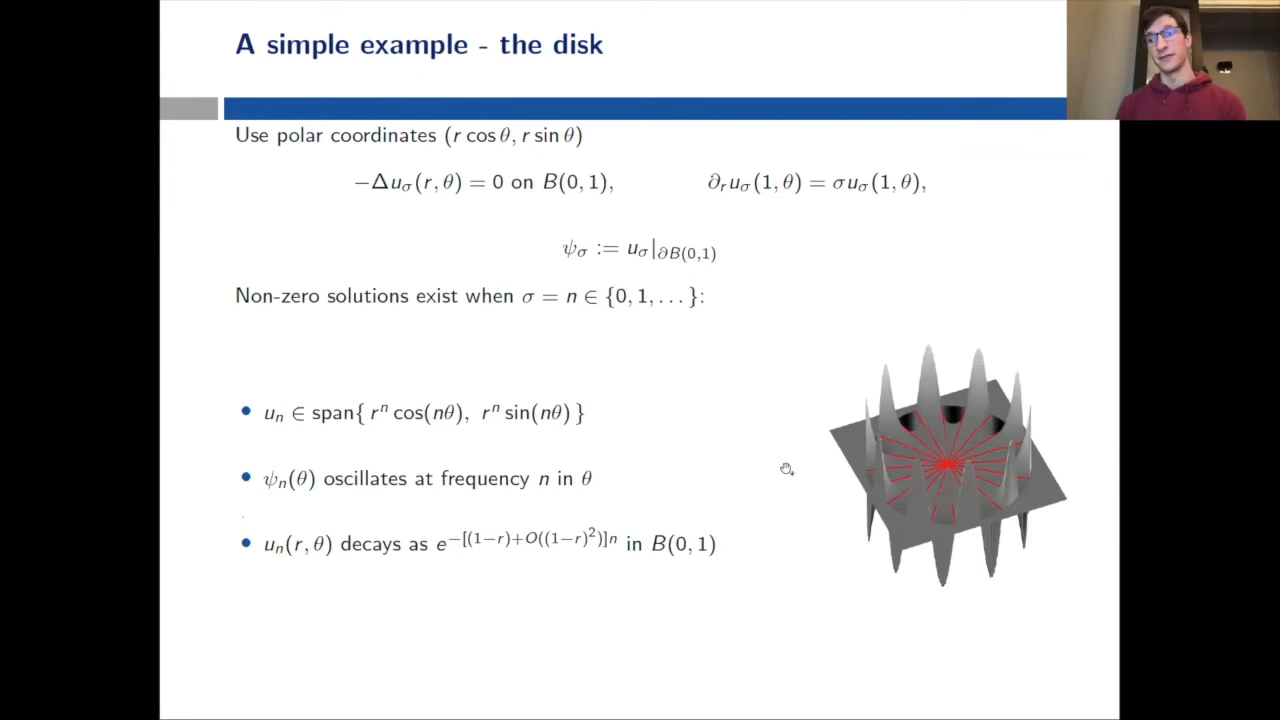 A simple example - the disk
Use polar coordinates (r cos θ, r sin θ)
−Δu_σ(r, θ) = 0 on B(0, 1), ∂_r u_σ(1, θ) = σu_σ(1, θ),
ψ_σ := u_σ|_{∂B(0,1)}
Non-zero solutions exist when σ = n ∈ {0, 1, . . . }:
• u_n ∈ span{ r^n cos(nθ), r^n sin(nθ) }
• ψ_n(θ) oscillates at frequency n in θ
• u_n(r, θ) decays as e^{−[(1−r)+O((1−r)^2)]n} in B(0, 1)